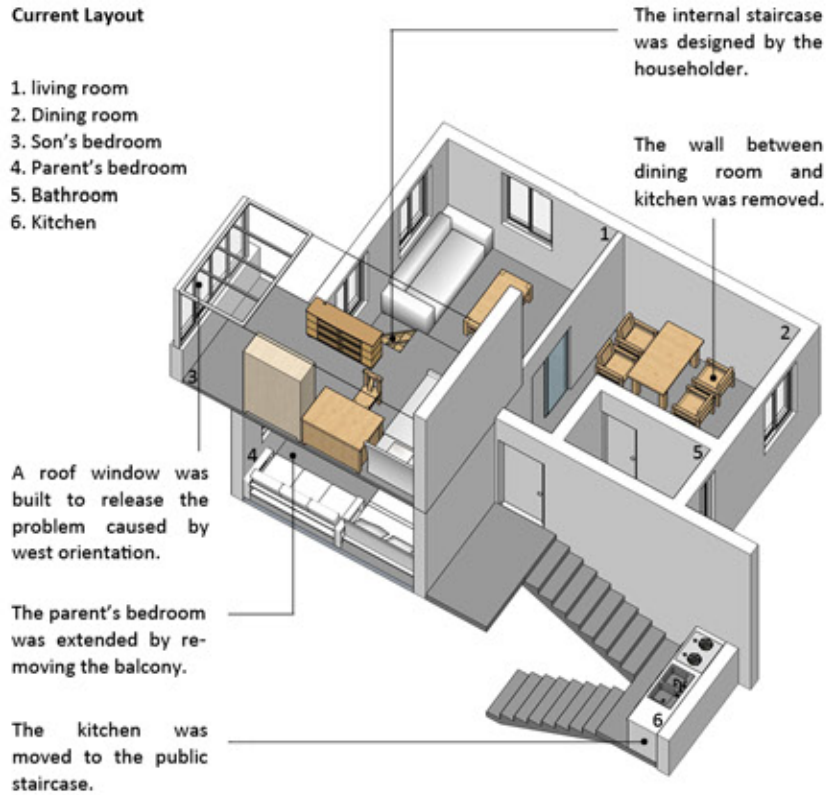 Current Layout
1. living room
2. Dining room
3. Son's bedroom
4. Parent's bedroom
5. Bathroom
6. Kitchen
The internal staircase
was designed by the
householder.
The wall between
dining room and
kitchen was removed.
1
2
3
4
5
6
A roof window was
built to release the
problem caused by
west orientation.
The parent's bedroom
was extended by re-
moving the balcony.
The kitchen was
moved to the public
staircase.